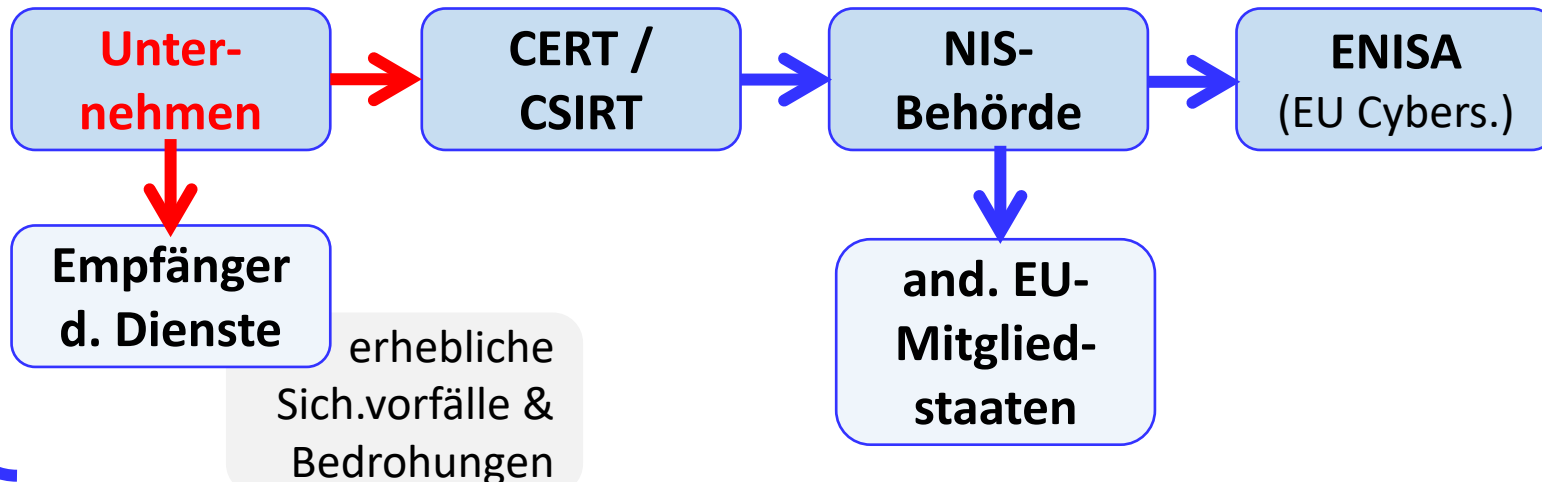 Unter-
nehmen
CERT /
CSIRT
NIS-
Behörde
ENISA
(EU Cybers.)
Empfänger
d. Dienste
erhebliche
Sich.vorfälle &
Bedrohungen
and. EU-
Mitglied-
staaten